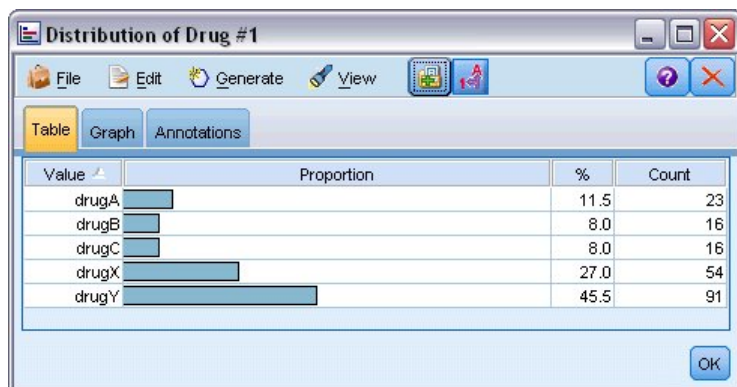 Distribution of Drug #1
File Edit Generate View
Table Graph Annotations
Value Proportion % Count
drugA 11.5 23
drugB 8.0 16
drugC 8.0 16
drugX 27.0 54
drugY 45.5 91
OK